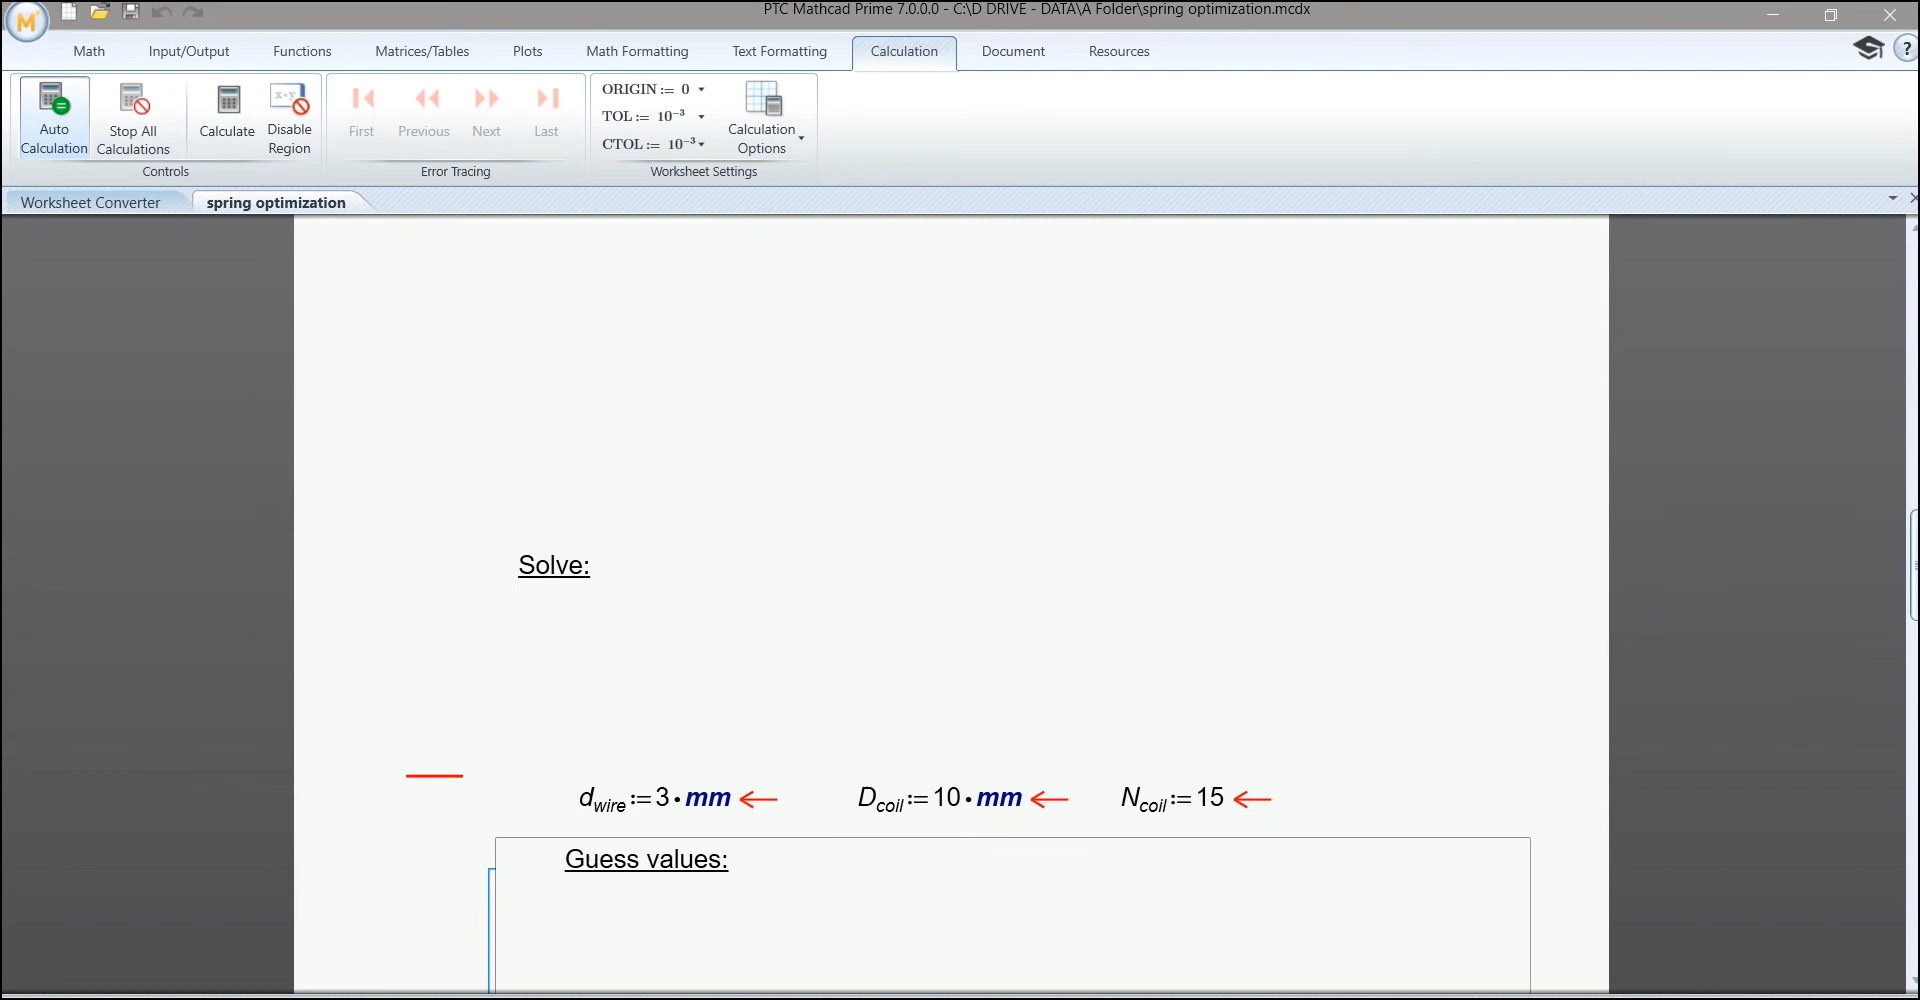 PTC Mathcad Prime 7.0.0.0 - C:\D DRIVE - DATA\A Folder\spring optimization.mcdx
Math Input/Output Functions Matrices/Tables Plots Math Formatting Text Formatting Calculation Document Resources
?
Auto Calculation
Stop All Calculations
Calculate
Disable Region
Controls
First Previous Next Last
Error Tracing
ORIGIN := 0
TOL := 10⁻³
CTOL := 10⁻³
Calculation Options
Worksheet Settings
Worksheet Converter spring optimization
Solve:
d_wire := 3 • mm D_coil := 10 • mm N_coil := 15
Guess values: